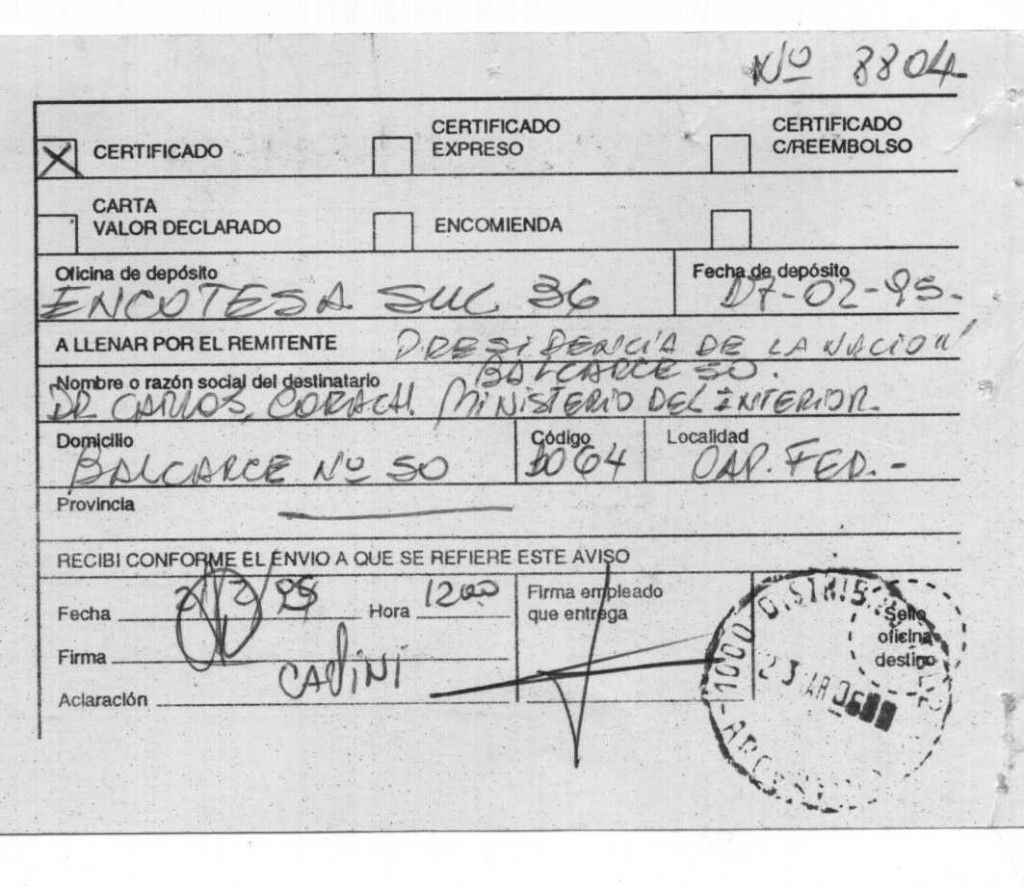 Nº 8804
CERTIFICADO
CERTIFICADO EXPRESO
CERTIFICADO C/REEMBOLSO
CARTA VALOR DECLARADO
ENCOMIENDA
Oficina de depósito
ENCOTESA SUC 36
Fecha de depósito
07-02-95.
A LLENAR POR EL REMITENTE
PRESIDENCIA DE LA NACION
BALCARCE 50.
Nombre o razón social del destinatario
DR CARLOS CORACH. MINISTERIO DEL INTERIOR.
Domicilio
BALCARCE Nº 50
Código
1064
Localidad
CAP. FED. -
Provincia
RECIBI CONFORME EL ENVIO A QUE SE REFIERE ESTE AVISO
Fecha
Hora 1200
Firma
Aclaración
Firma empleado
que entrega
Sello
oficina
destino
1000